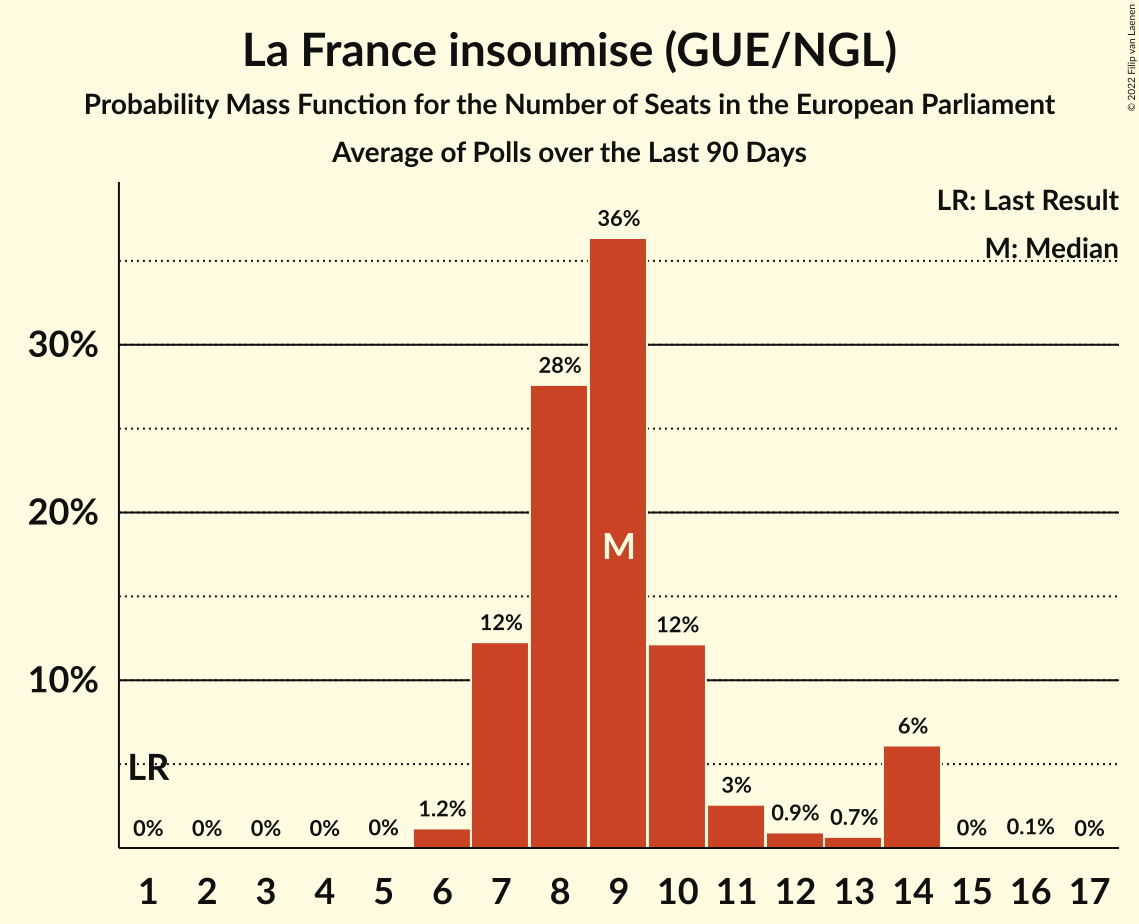 La France insoumise (GUE/NGL)
Probability Mass Function for the Number of Seats in the European Parliament
Average of Polls over the Last 90 Days
© 2022 Filip van Laenen
LR: Last Result
M: Median
30%
20%
10%
0%
0%
0%
0%
0%
1.2%
12%
28%
36%
12%
3%
0.9%
0.7%
6%
0%
0.1%
0%
LR
M
1 2 3 4 5 6 7 8 9 10 11 12 13 14 15 16 17